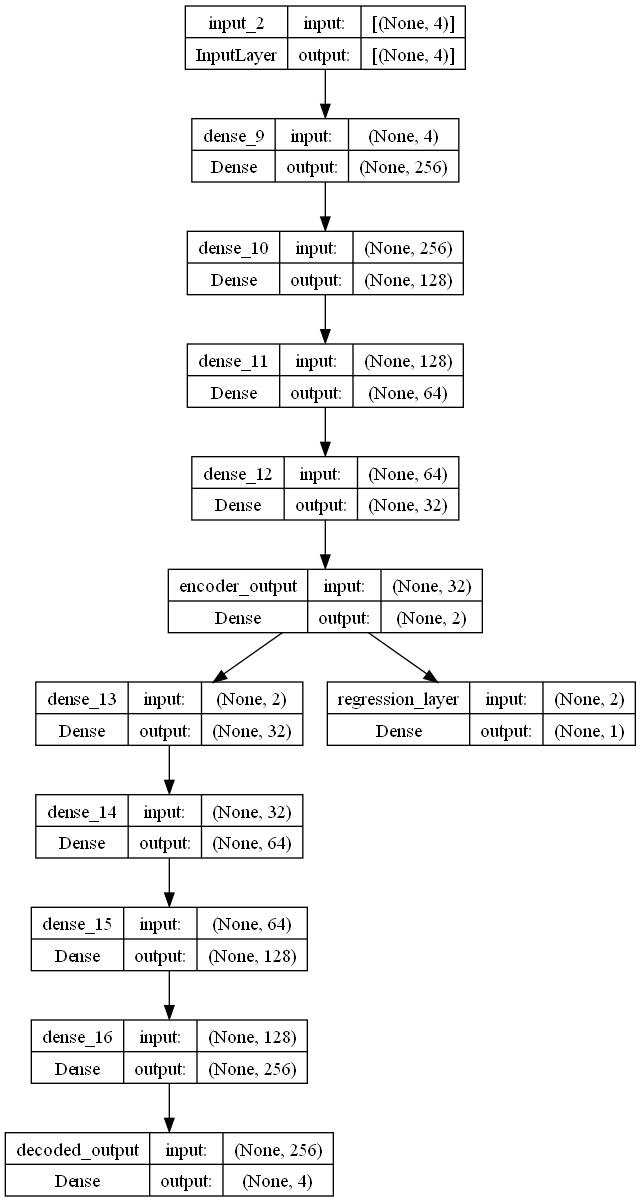 input_2 input: [(None, 4)]
InputLayer output: [(None, 4)]
dense_9 input: (None, 4)
Dense output: (None, 256)
dense_10 input: (None, 256)
Dense output: (None, 128)
dense_11 input: (None, 128)
Dense output: (None, 64)
dense_12 input: (None, 64)
Dense output: (None, 32)
encoder_output input: (None, 32)
Dense output: (None, 2)
dense_13 input: (None, 2)
Dense output: (None, 32)
regression_layer input: (None, 2)
Dense output: (None, 1)
dense_14 input: (None, 32)
Dense output: (None, 64)
dense_15 input: (None, 64)
Dense output: (None, 128)
dense_16 input: (None, 128)
Dense output: (None, 256)
decoded_output input: (None, 256)
Dense output: (None, 4)